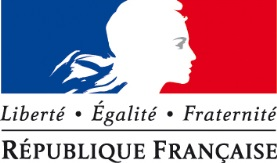 Liberté • Égalité • Fraternité
RÉPUBLIQUE FRANÇAISE